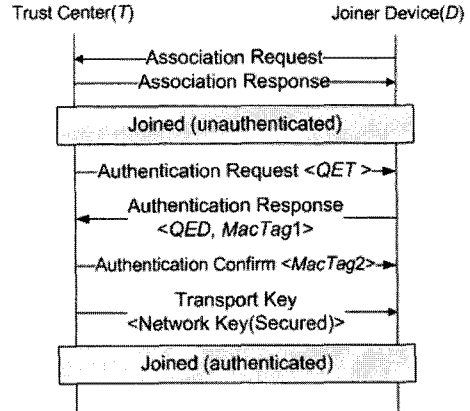 Trust Center(T) Joiner Device(D)
Association Request
Association Response
Joined (unauthenticated)
Authentication Request <QET >
Authentication Response
<QED, MacTag1>
Authentication Confirm <MacTag2>
Transport Key
<Network Key(Secured)>
Joined (authenticated)